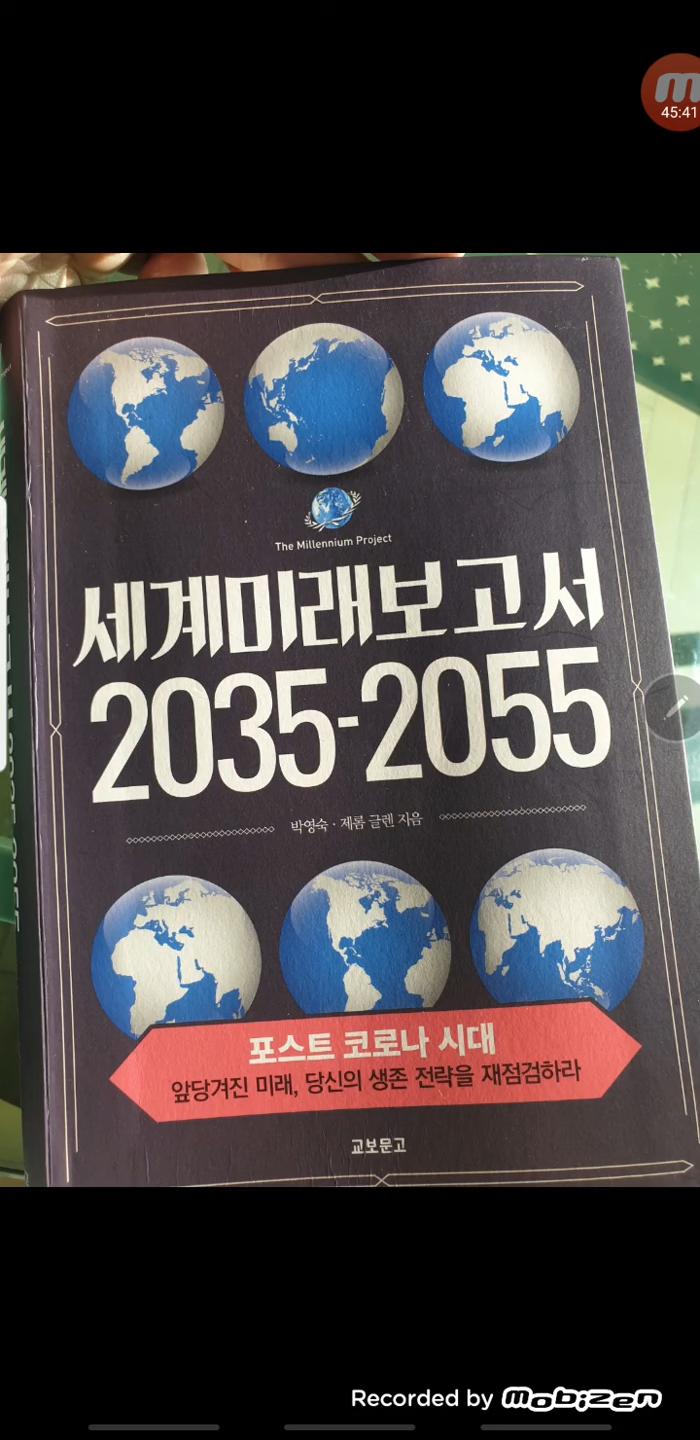 45:41
The Millennium Project
세계미래보고서
2035-2055
박영숙 · 제롬 글렌 지음
포스트 코로나 시대
앞당겨진 미래, 당신의 생존 전략을 재점검하라
교보문고
Recorded by mobizen